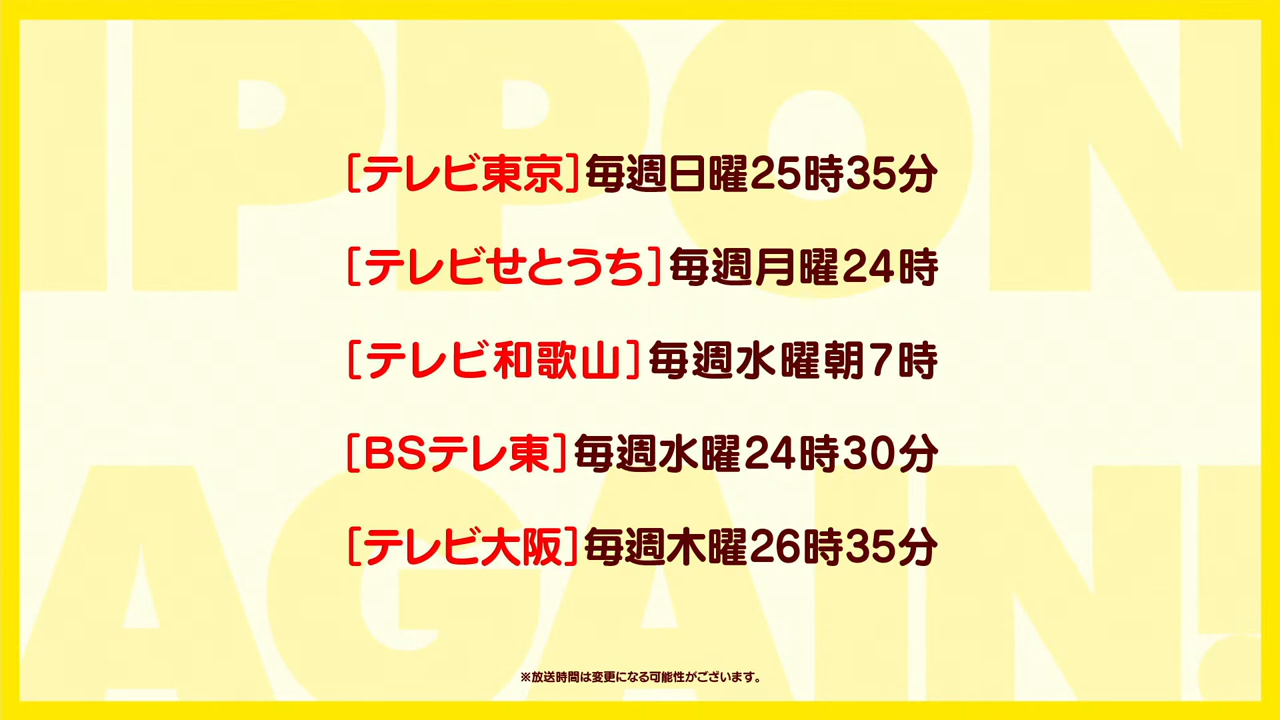 IPPON
[テレビ東京]毎週日曜25時35分
[テレビせとうち]毎週月曜24時
[テレビ和歌山]毎週水曜朝7時
[BSテレ東]毎週水曜24時30分
[テレビ大阪]毎週木曜26時35分
AGAIN!
※放送時間は変更になる可能性がございます。